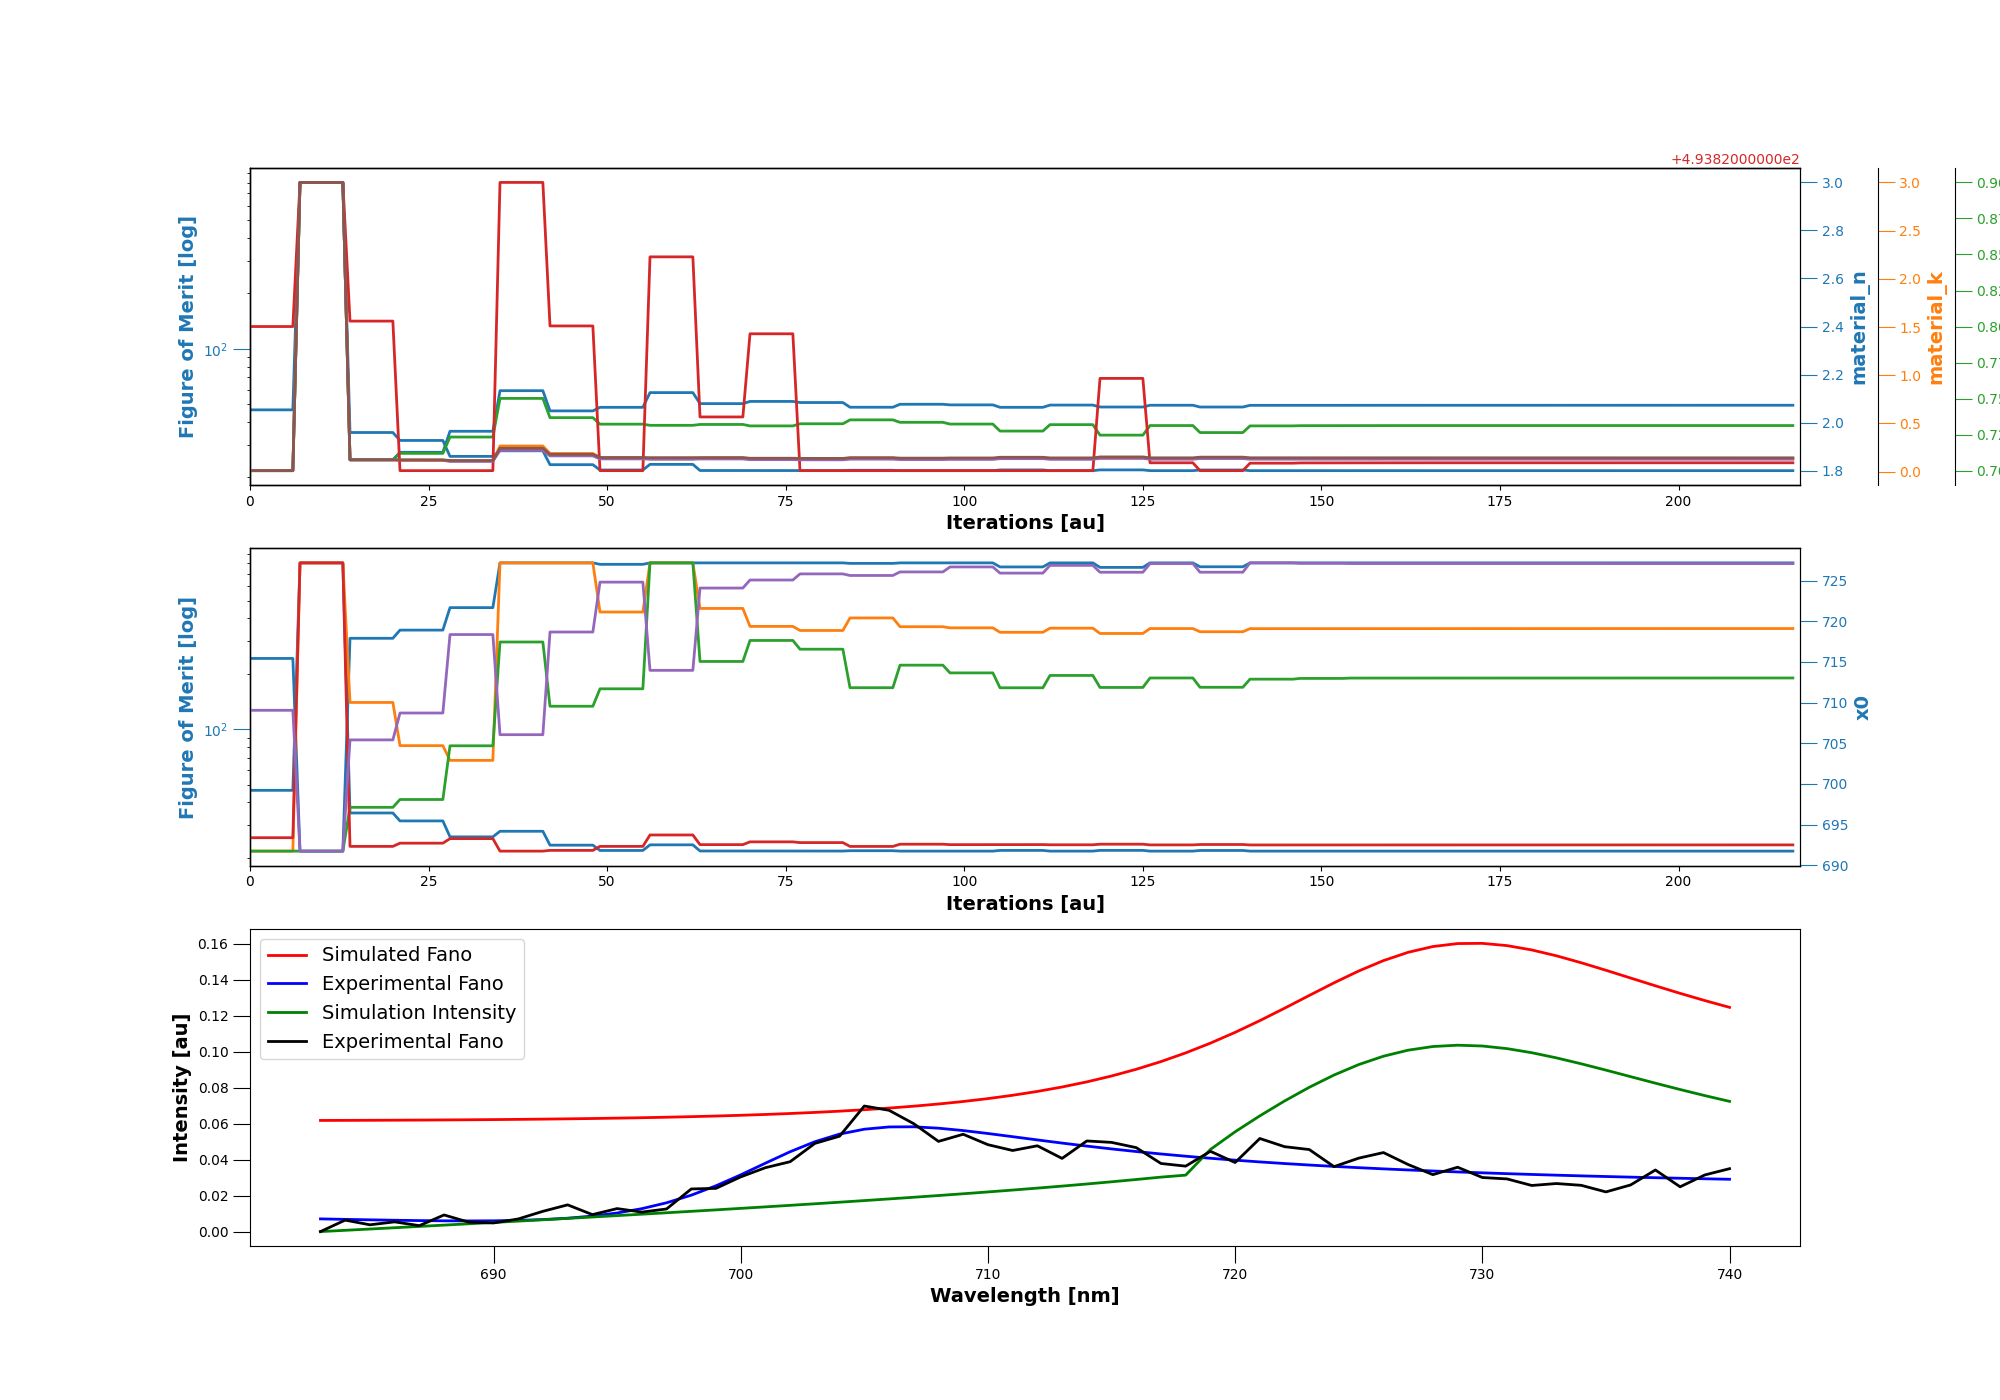 +4.9382000000e2
Figure of Merit [log]
10²
3.0
2.8
2.6
2.4
2.2
2.0
1.8
material_n
3.0
2.5
2.0
1.5
1.0
0.5
0.0
material_k
0 25 50 75 100 125 150 175 200
Iterations [au]
Figure of Merit [log]
10²
725
720
715
710
705
700
695
690
x0
0 25 50 75 100 125 150 175 200
Iterations [au]
Intensity [au]
0.16
0.14
0.12
0.10
0.08
0.06
0.04
0.02
0.00
Simulated Fano
Experimental Fano
Simulation Intensity
Experimental Fano
690 700 710 720 730 740
Wavelength [nm]